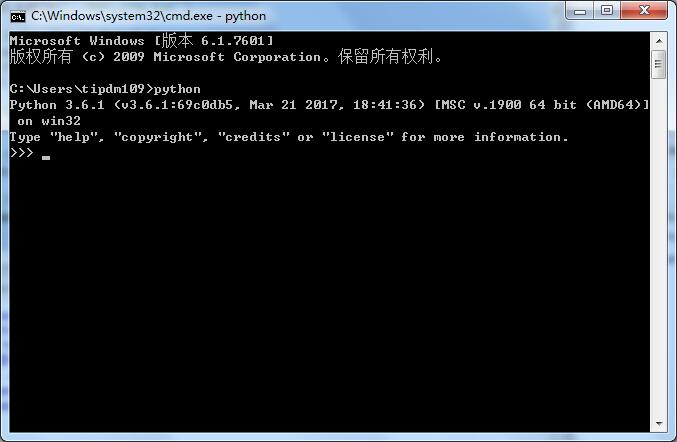 C:\Windows\system32\cmd.exe - python
Microsoft Windows [版本 6.1.7601]
版权所有 (c) 2009 Microsoft Corporation。保留所有权利。
C:\Users\tipdm109>python
Python 3.6.1 (v3.6.1:69c0db5, Mar 21 2017, 18:41:36) [MSC v.1900 64 bit (AMD64)]
on win32
Type "help", "copyright", "credits" or "license" for more information.
>>> _